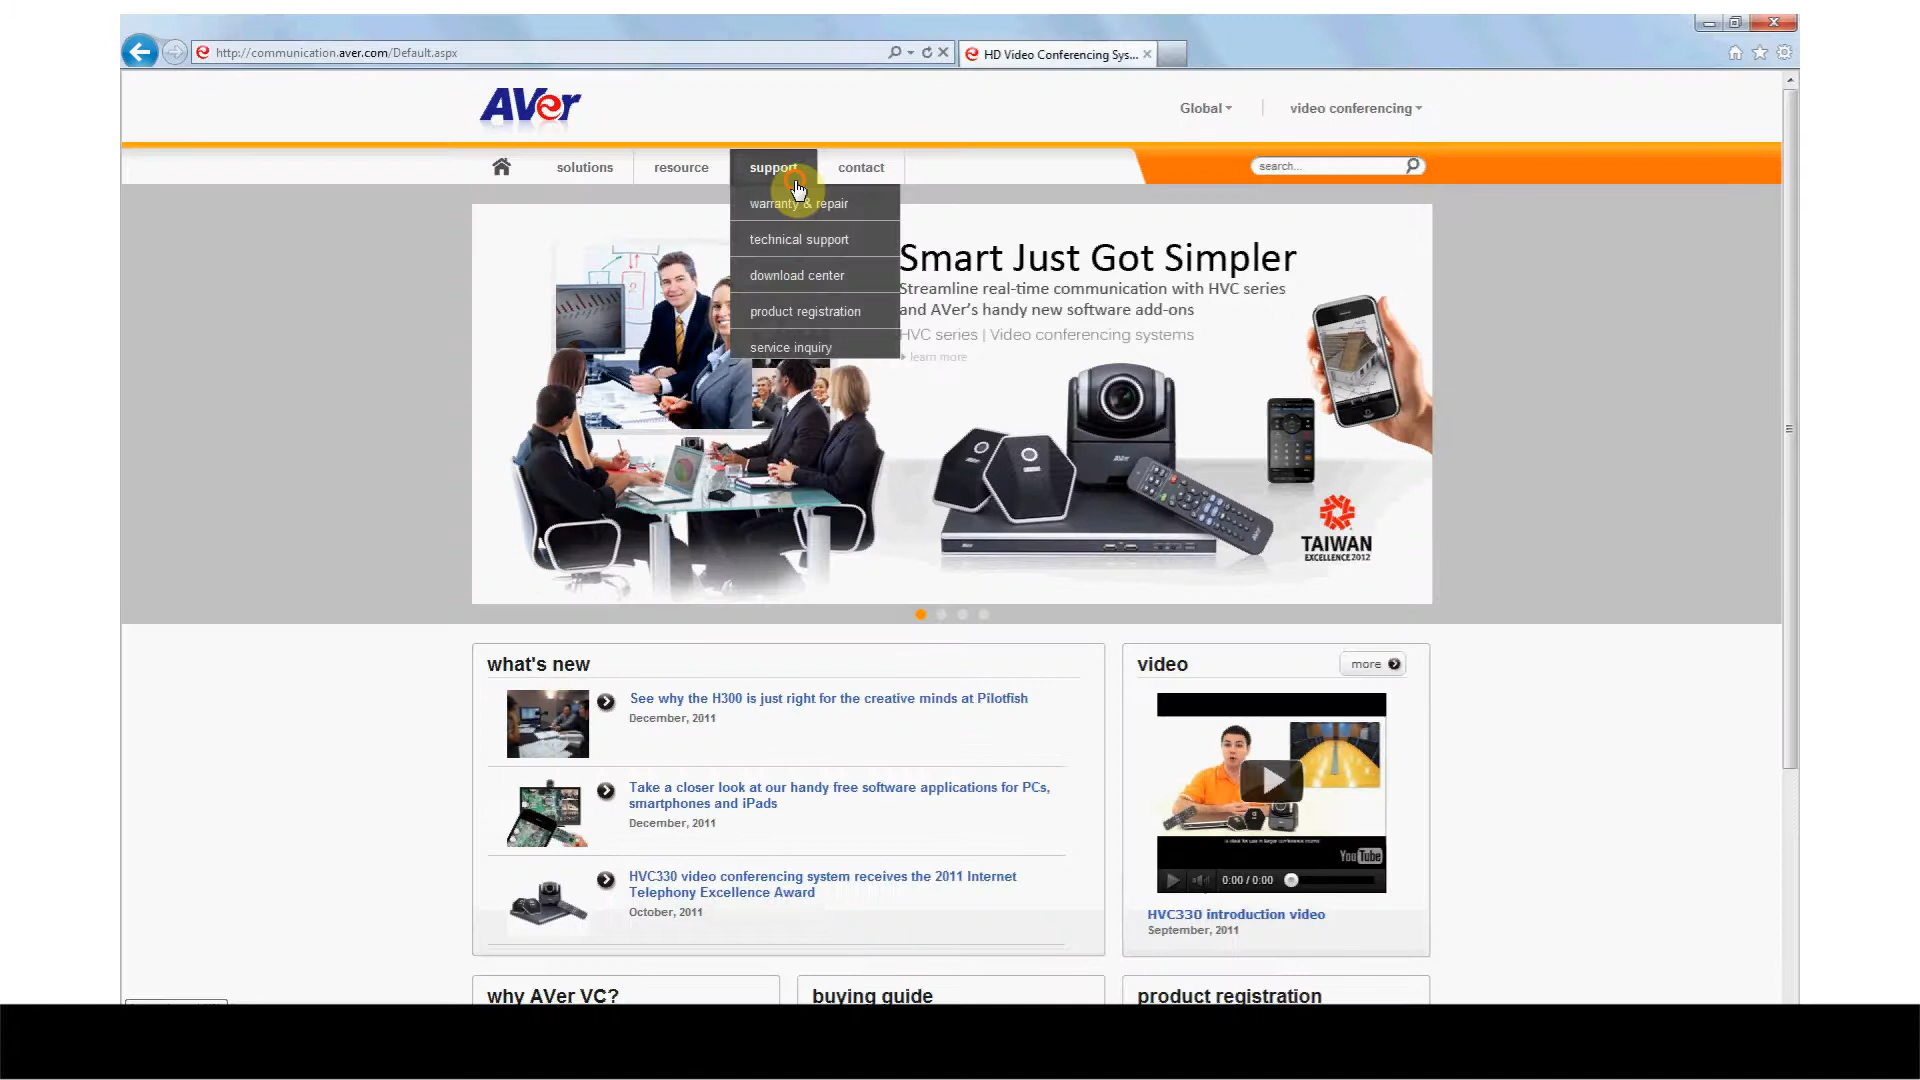 http://communication.aver.com/Default.aspx
HD Video Conferencing Sys...
AVer
Global
video conferencing
solutions
resource
support
contact
search...
warranty & repair
technical support
download center
product registration
service inquiry
Smart Just Got Simpler
Streamline real-time communication with HVC series
and AVer's handy new software add-ons
HVC series | Video conferencing systems
learn more
TAIWAN
EXCELLENCE 2012
what's new
See why the H300 is just right for the creative minds at Pilotfish
December, 2011
Take a closer look at our handy free software applications for PCs,
smartphones and iPads
December, 2011
HVC330 video conferencing system receives the 2011 Internet
Telephony Excellence Award
October, 2011
video
more
YouTube
0:00 / 0:00
HVC330 introduction video
September, 2011
why AVer VC?
buying guide
product registration